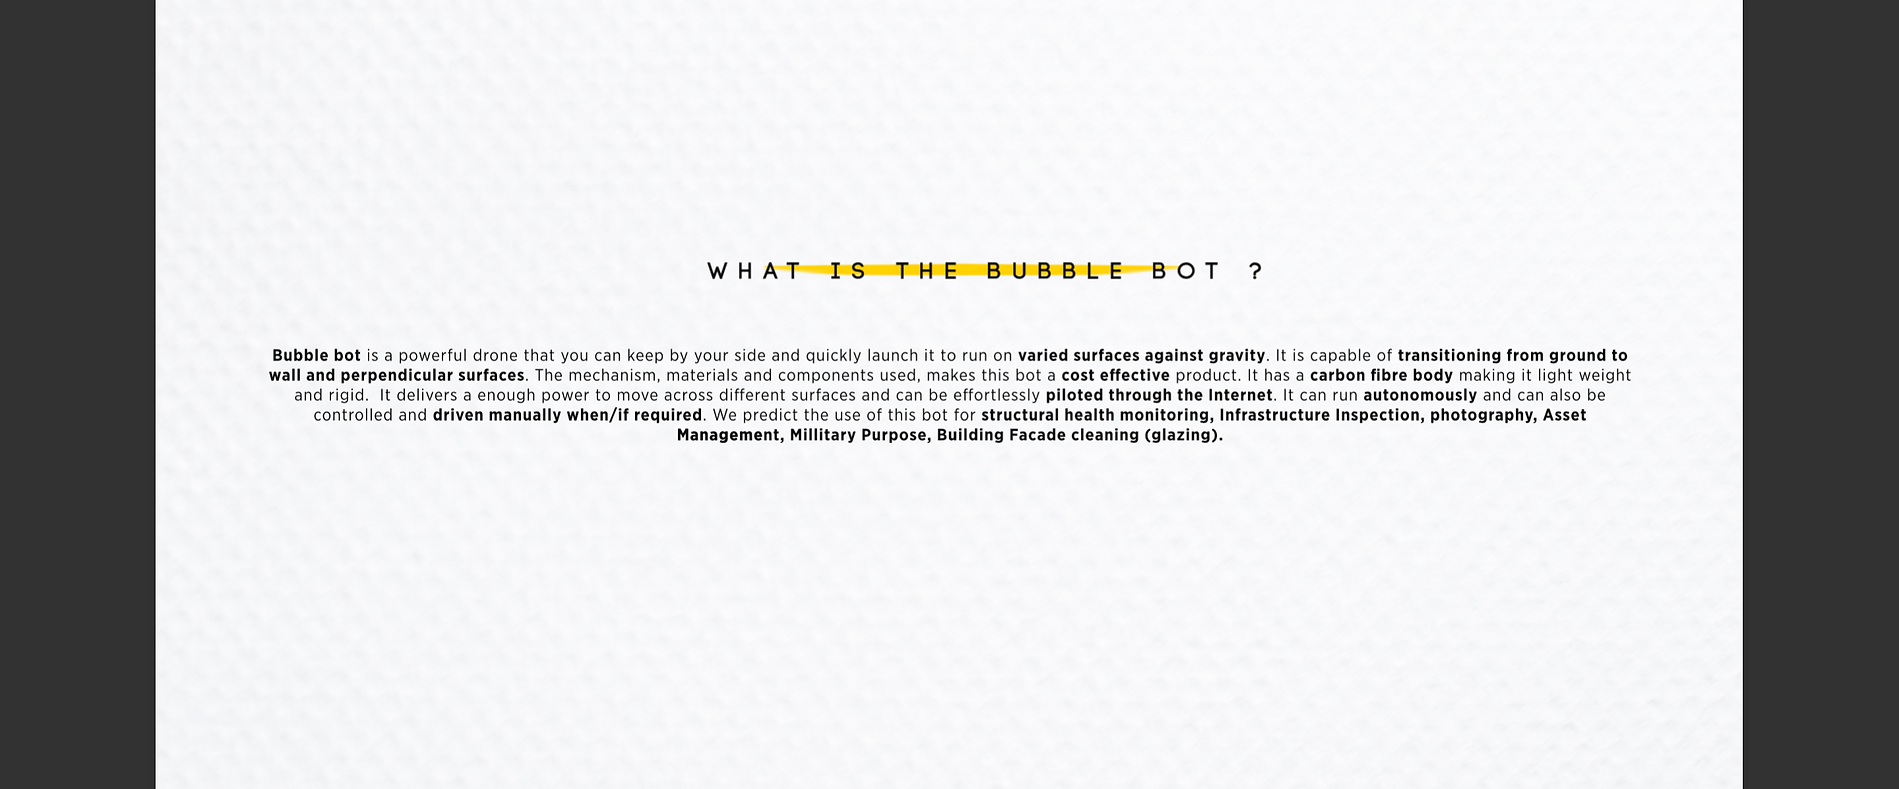 WHAT IS THE BUBBLE BOT ?
Bubble bot is a powerful drone that you can keep by your side and quickly launch it to run on varied surfaces against gravity. It is capable of transitioning from ground to
wall and perpendicular surfaces. The mechanism, materials and components used, makes this bot a cost effective product. It has a carbon fibre body making it light weight
and rigid.  It delivers a enough power to move across different surfaces and can be effortlessly piloted through the Internet. It can run autonomously and can also be
controlled and driven manually when/if required. We predict the use of this bot for structural health monitoring, Infrastructure Inspection, photography, Asset
Management, Millitary Purpose, Building Facade cleaning (glazing).